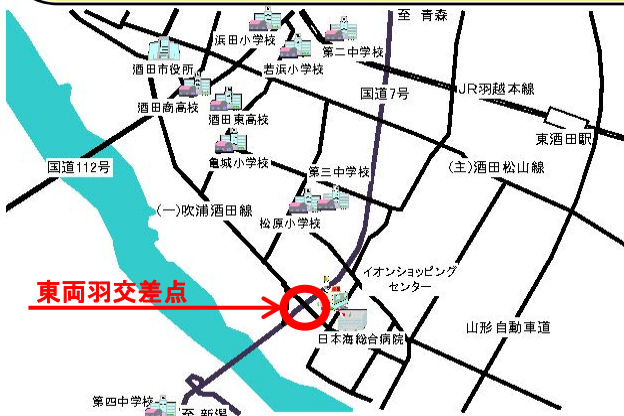 至 青森
浜田小学校
第二中学校
酒田市役所
若浜小学校
国道7号
JR羽越本線
酒田商高校
酒田東高校
東酒田駅
亀城小学校
国道112号
第三中学校
(主)酒田松山線
(一)吹浦酒田線
松原小学校
イオンショッピング
センター
東両羽交差点
日本海総合病院
山形自動車道
第四中学校
至 新潟